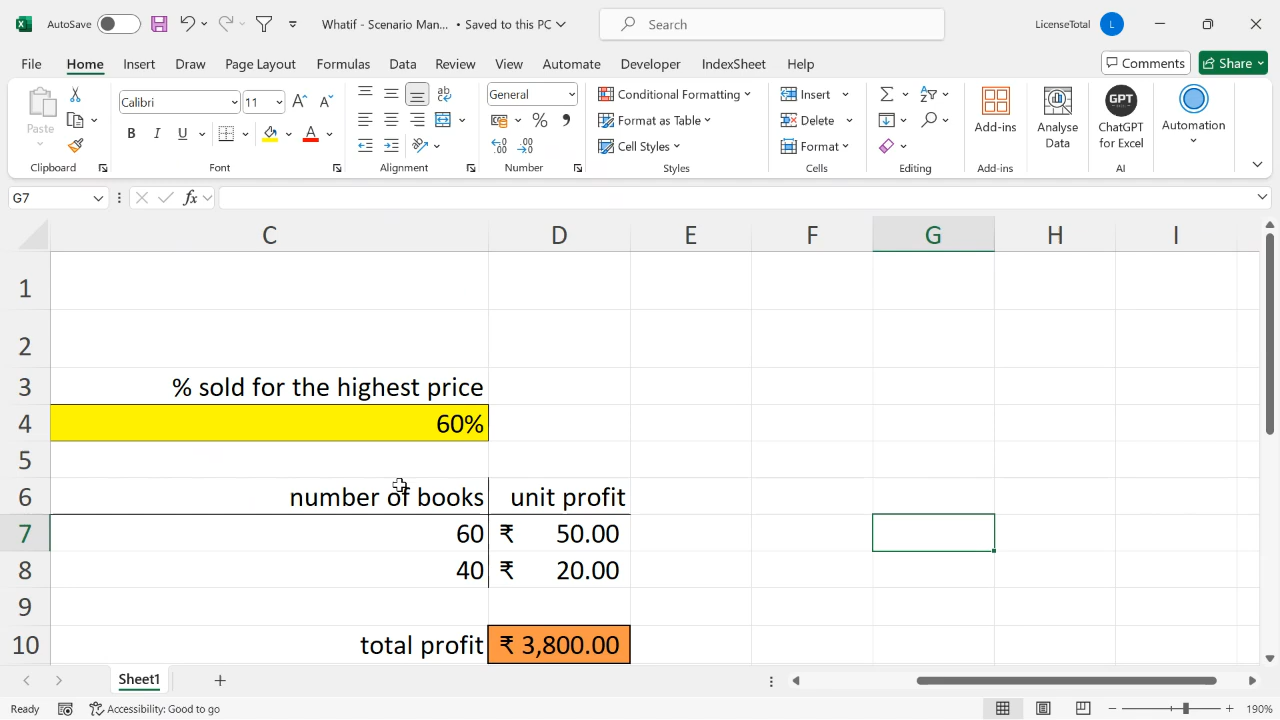 AutoSave
Whatif - Scenario Man... • Saved to this PC
Search
LicenseTotal
L
File Home Insert Draw Page Layout Formulas Data Review View Automate Developer IndexSheet Help
Comments
Share
Paste
Calibri
11
B I U
A
General
Conditional Formatting
Format as Table
Cell Styles
Insert
Delete
Format
Add-ins
Analyse
Data
GPT
ChatGPT
for Excel
Automation
Clipboard
Font
Alignment
Number
Styles
Cells
Editing
Add-ins
AI
G7
fx
C D E F G H I
1
2
3 % sold for the highest price
4 60%
5
6 number of books unit profit
7 60 ₹ 50.00
8 40 ₹ 20.00
9
10 total profit ₹ 3,800.00
Sheet1
Ready
Accessibility: Good to go
190%